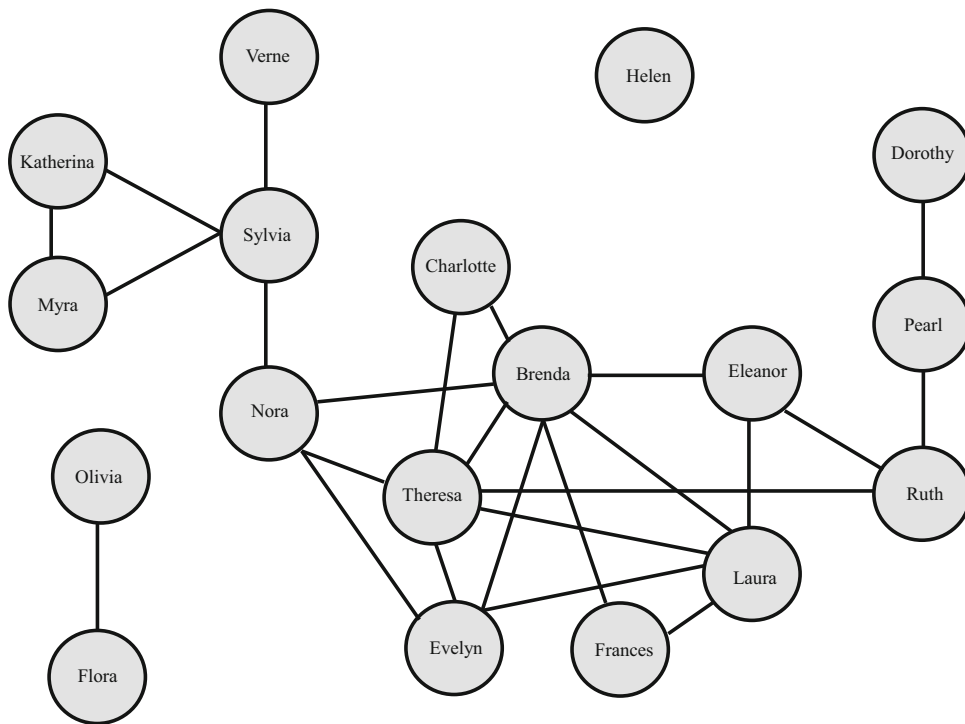 Verne
Helen
Katherina
Dorothy
Sylvia
Charlotte
Myra
Pearl
Brenda
Eleanor
Nora
Olivia
Theresa
Ruth
Laura
Evelyn
Frances
Flora